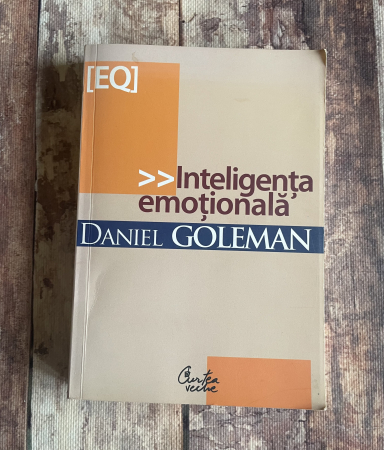 [EQ]
>>Inteligența
emoțională
DANIEL GOLEMAN
Curtea
veche